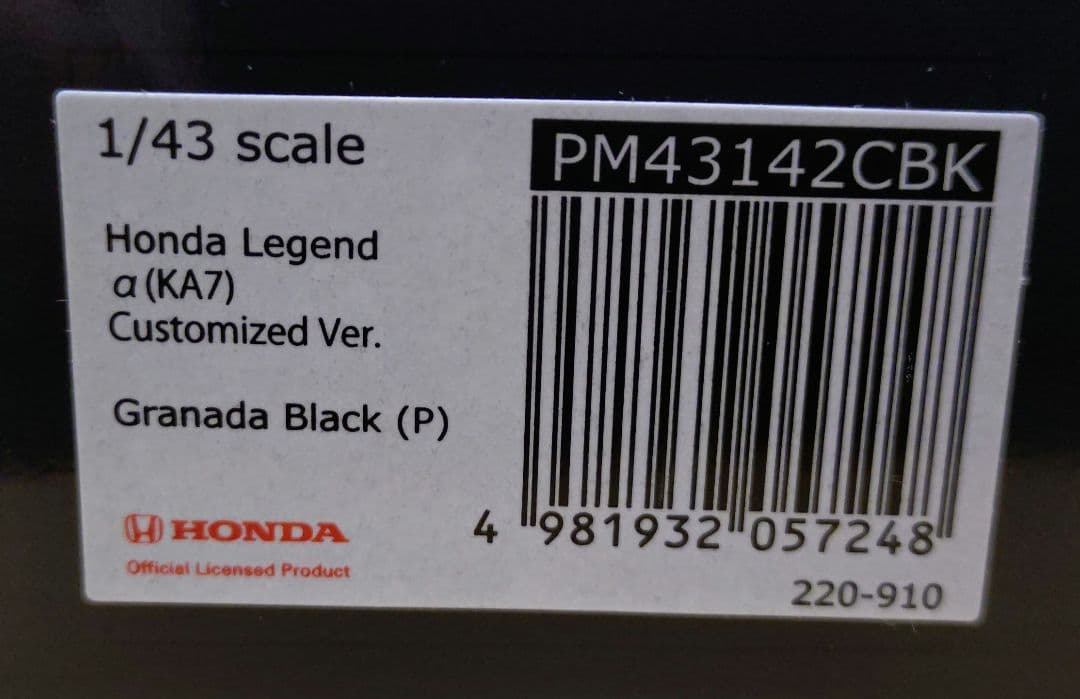 1/43 scale
Honda Legend
α (KA7)
Customized Ver.
Granada Black (P)
HONDA
Official Licensed Product
PM43142CBK
4 981932 057248
220-910